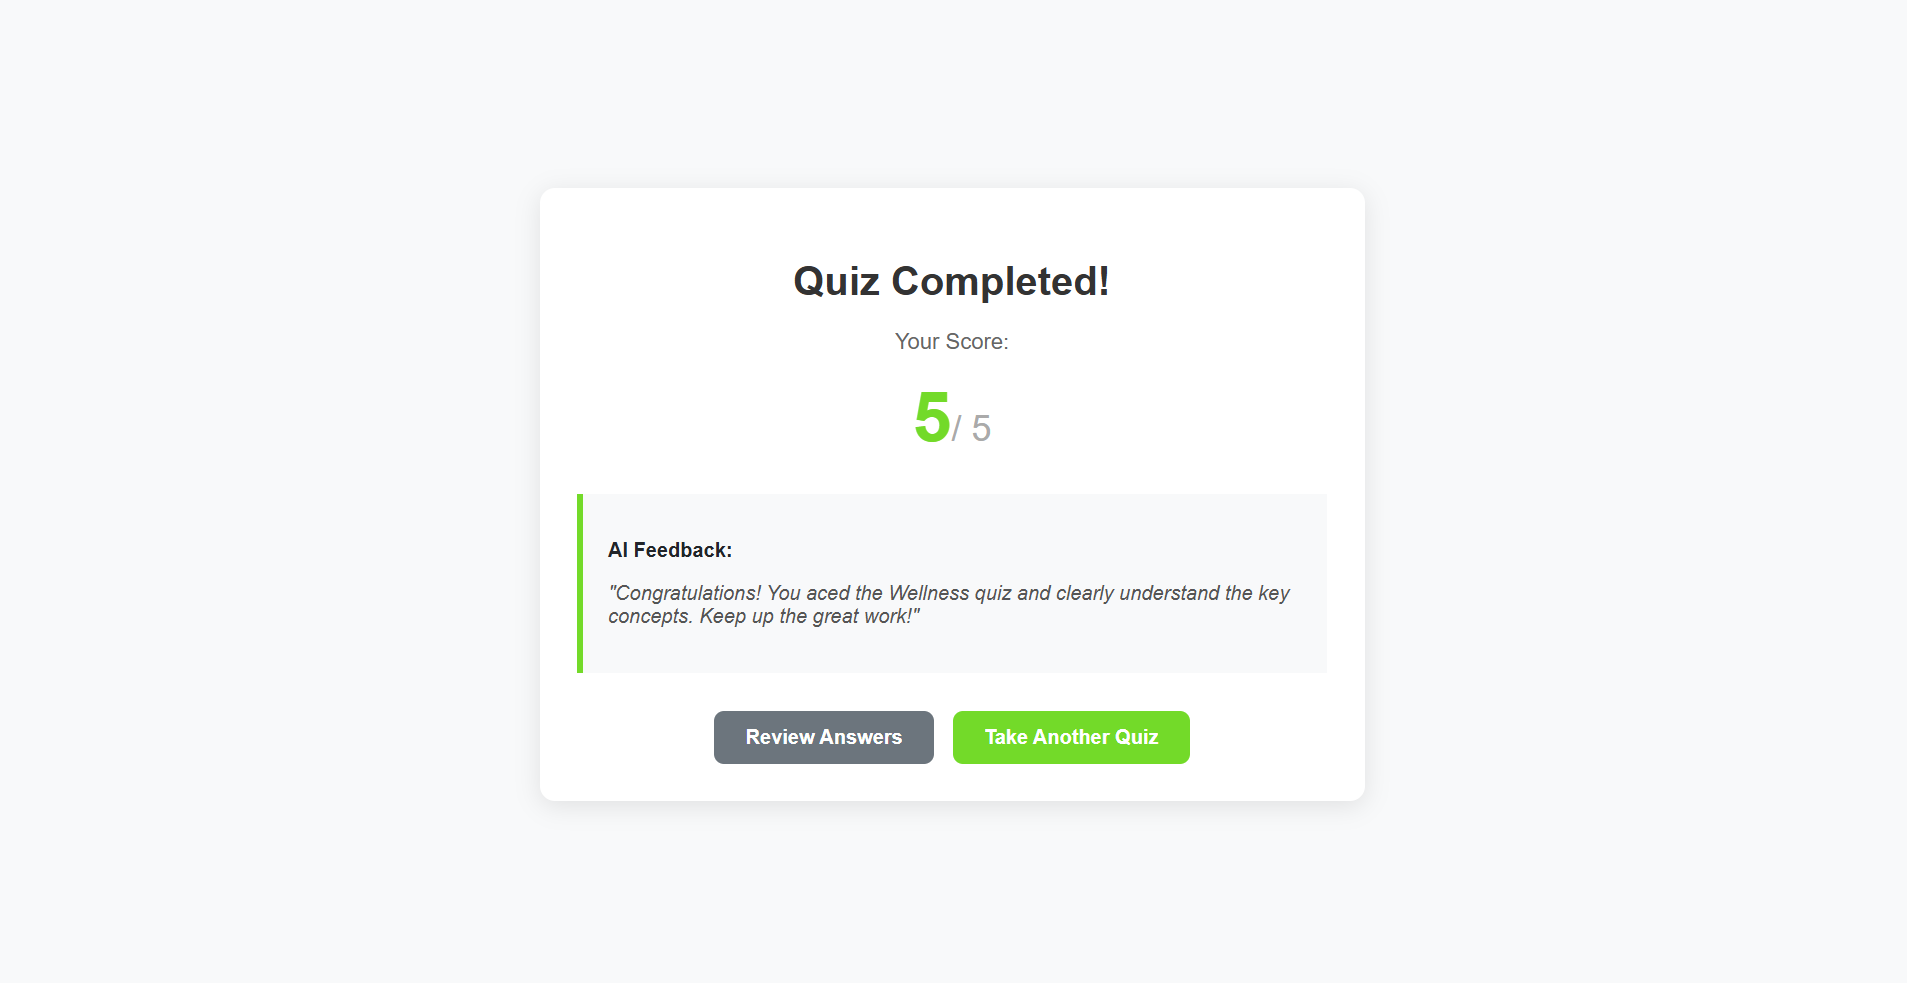 Quiz Completed!
Your Score:
5/ 5
AI Feedback:
"Congratulations! You aced the Wellness quiz and clearly understand the key
concepts. Keep up the great work!"
Review Answers
Take Another Quiz